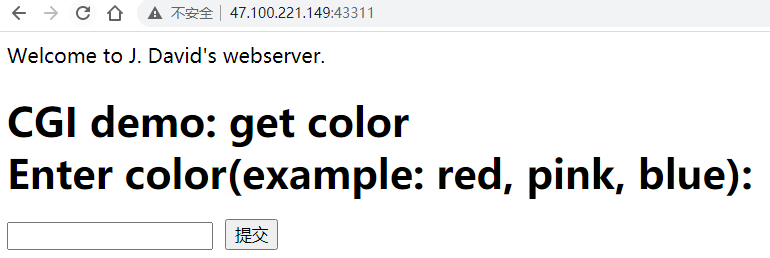 不安全 | 47.100.221.149:43311
Welcome to J. David's webserver.
CGI demo: get color
Enter color(example: red, pink, blue):
提交